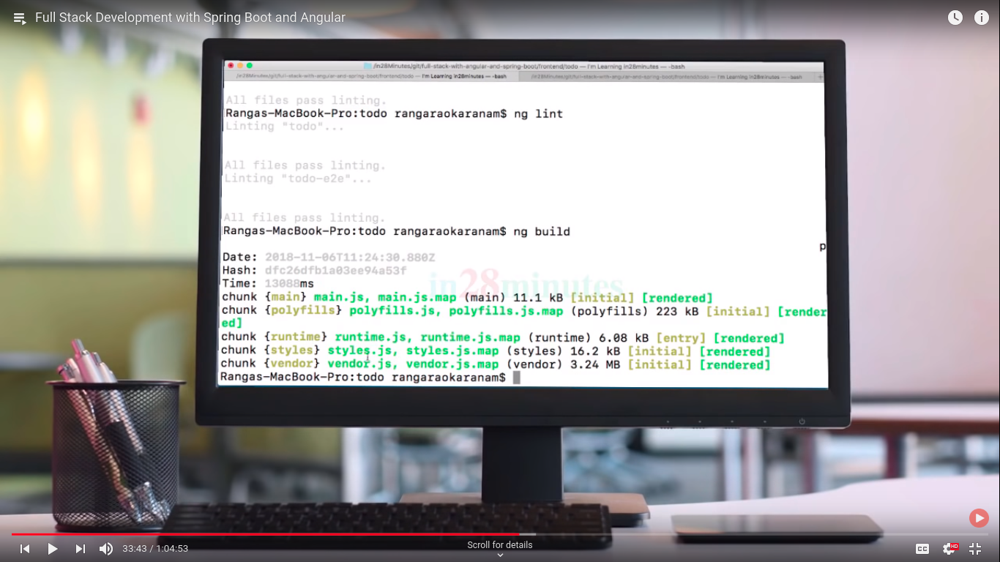 Full Stack Development with Spring Boot and Angular
/in28Minutes/git/full-stack-with-angular-and-spring-boot/frontend/todo — I'm Learning in28minutes — -bash
/in28Minutes/git/full-stack-with-angular-and-spring-boot/frontend/todo — I'm Learning in28minutes — -bash
/in28Minutes/git/full-stack-with-angular-and-spring-boot/frontend/todo — I'm Learning in28minutes — -bash
All files pass linting.
Rangas-MacBook-Pro:todo rangaraokaranam$ ng lint
Linting "todo"...
All files pass linting.
Linting "todo-e2e"...
All files pass linting.
Rangas-MacBook-Pro:todo rangaraokaranam$ ng build
p
Date: 2018-11-06T11:24:30.880Z
Hash: dfc26dfb1a03ee94a53f
Time: 13088ms
in28minutes
chunk {main} main.js, main.js.map (main) 11.1 kB [initial] [rendered]
chunk {polyfills} polyfills.js, polyfills.js.map (polyfills) 223 kB [initial] [render
ed]
chunk {runtime} runtime.js, runtime.js.map (runtime) 6.08 kB [entry] [rendered]
chunk {styles} styles.js, styles.js.map (styles) 16.2 kB [initial] [rendered]
chunk {vendor} vendor.js, vendor.js.map (vendor) 3.24 MB [initial] [rendered]
Rangas-MacBook-Pro:todo rangaraokaranam$
33:43 / 1:04:53
Scroll for details
CC
HD